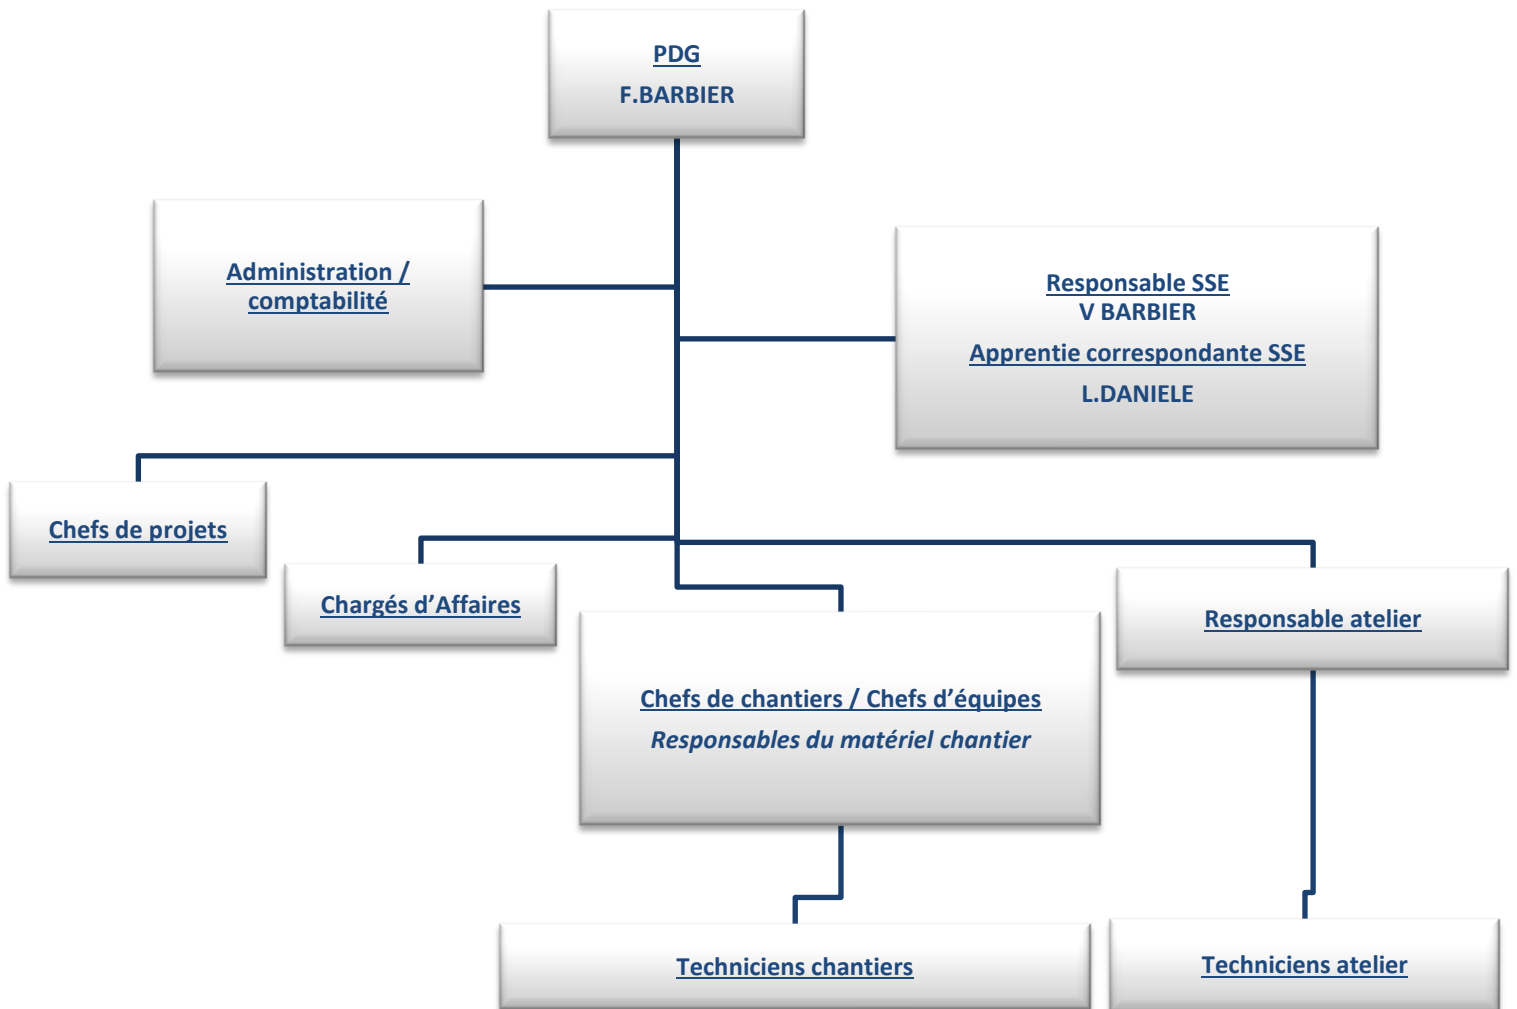 PDG
F.BARBIER
Administration /
comptabilité
Responsable SSE
V BARBIER
Apprentie correspondante SSE
L.DANIELE
Chefs de projets
Chargés d’Affaires
Responsable atelier
Chefs de chantiers / Chefs d’équipes
Responsables du matériel chantier
Techniciens chantiers
Techniciens atelier